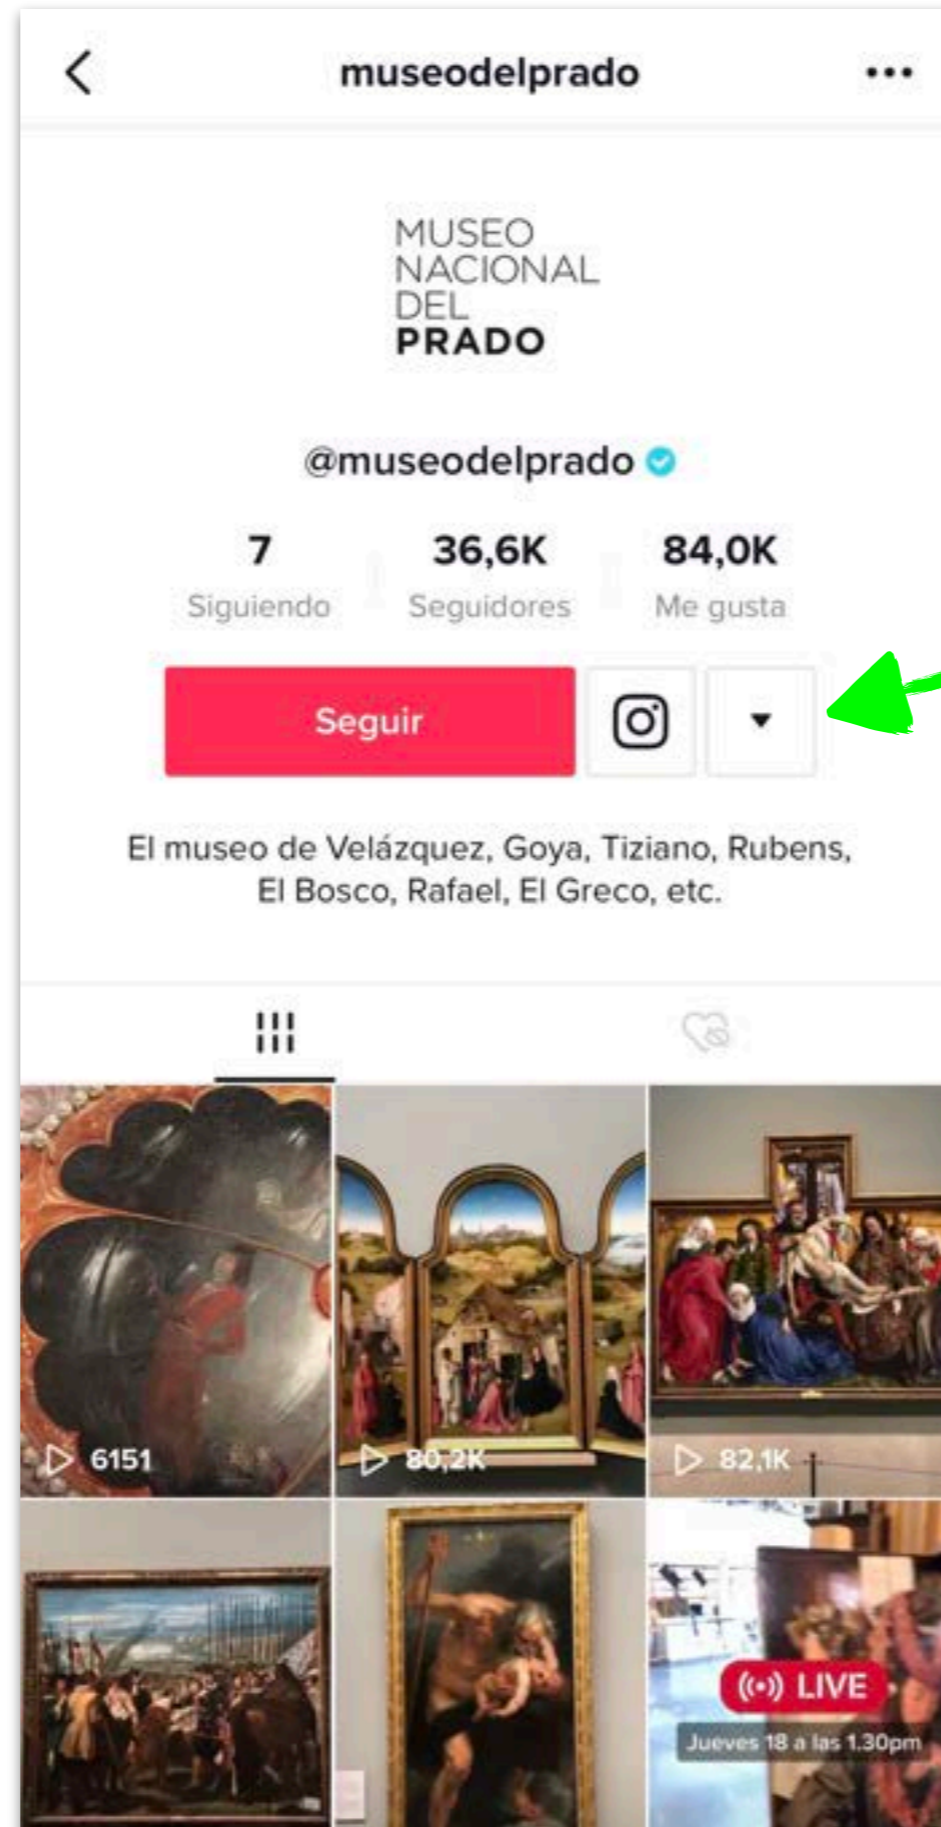 museodelprado
MUSEO
NACIONAL
DEL
PRADO
@museodelprado
7
36,6K
84,0K
Siguiendo
Seguidores
Me gusta
Seguir
El museo de Velázquez, Goya, Tiziano, Rubens,
El Bosco, Rafael, El Greco, etc.
6151
80,2K
82,1K
LIVE
Jueves 18 a las 1.30pm